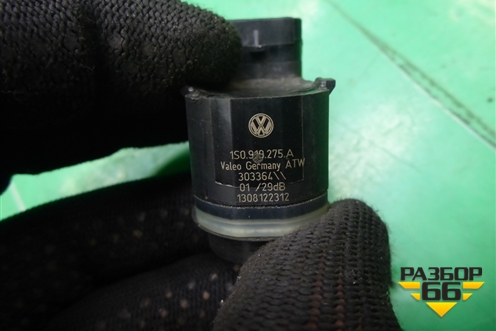 1S0.919.275.A
Valeo Germany ATW
303364\\
01 /29dB
1308122312
РАЗБОР
66